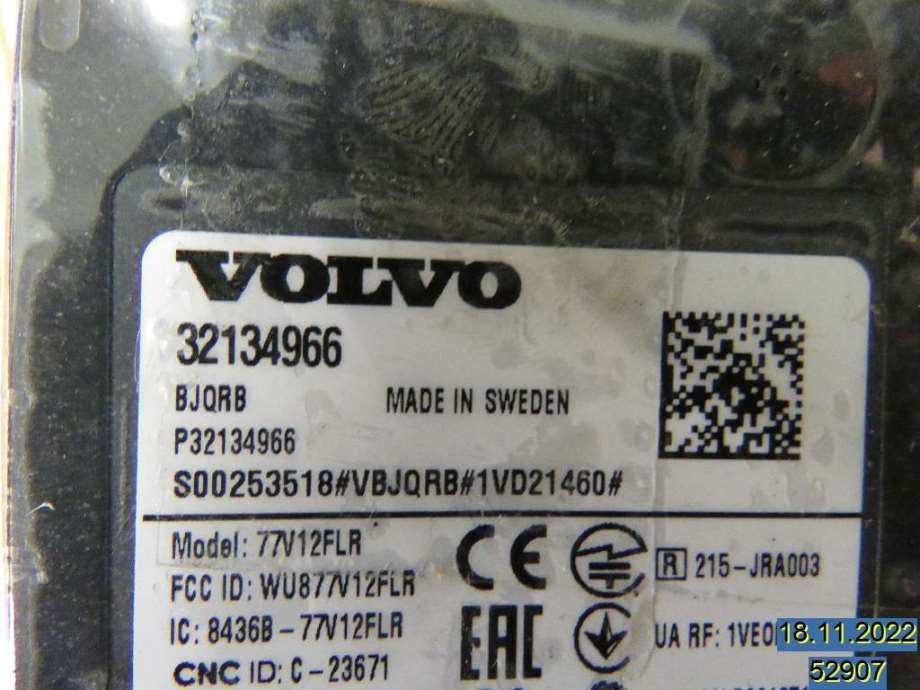 VOLVO
32134966
BJQRB MADE IN SWEDEN
P32134966
S00253518#VBJQRB#1VD21460#
Model: 77V12FLR
FCC ID: WU877V12FLR
R 215-JRA003
IC: 8436B-77V12FLR
EAC
UA RF: 
CNC ID: C-23671
18.11.2022
52907